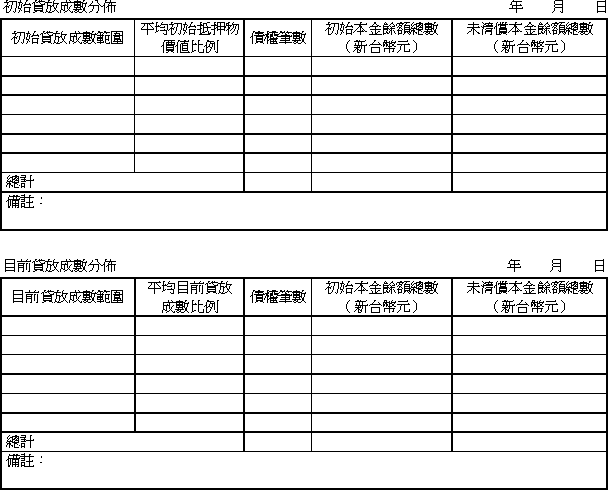 初始貸放成數分佈 年 月 日
初始貸放成數範圍 平均初始抵押物價值比例 債權筆數 初始本金餘額總數（新台幣元） 未清償本金餘額總數（新台幣元）
總計
備註：
目前貸放成數分佈 年 月 日
目前貸放成數範圍 平均目前貸放成數比例 債權筆數 初始本金餘額總數（新台幣元） 未清償本金餘額總數（新台幣元）
總計
備註：